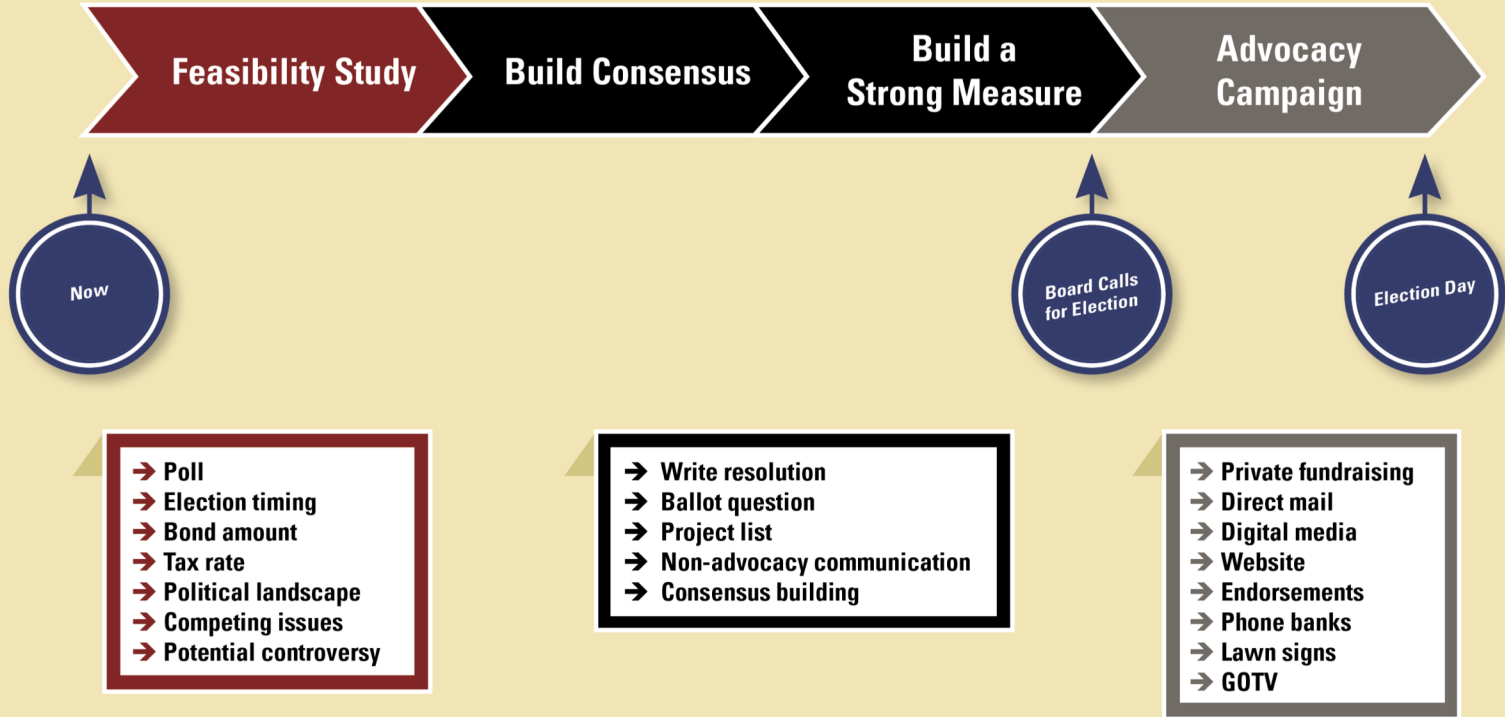 Feasibility Study
Build Consensus
Build a
Strong Measure
Advocacy
Campaign
Now
Board Calls
for Election
Election Day
➔ Poll
➔ Election timing
➔ Bond amount
➔ Tax rate
➔ Political landscape
➔ Competing issues
➔ Potential controversy
➔ Write resolution
➔ Ballot question
➔ Project list
➔ Non-advocacy communication
➔ Consensus building
➔ Private fundraising
➔ Direct mail
➔ Digital media
➔ Website
➔ Endorsements
➔ Phone banks
➔ Lawn signs
➔ GOTV